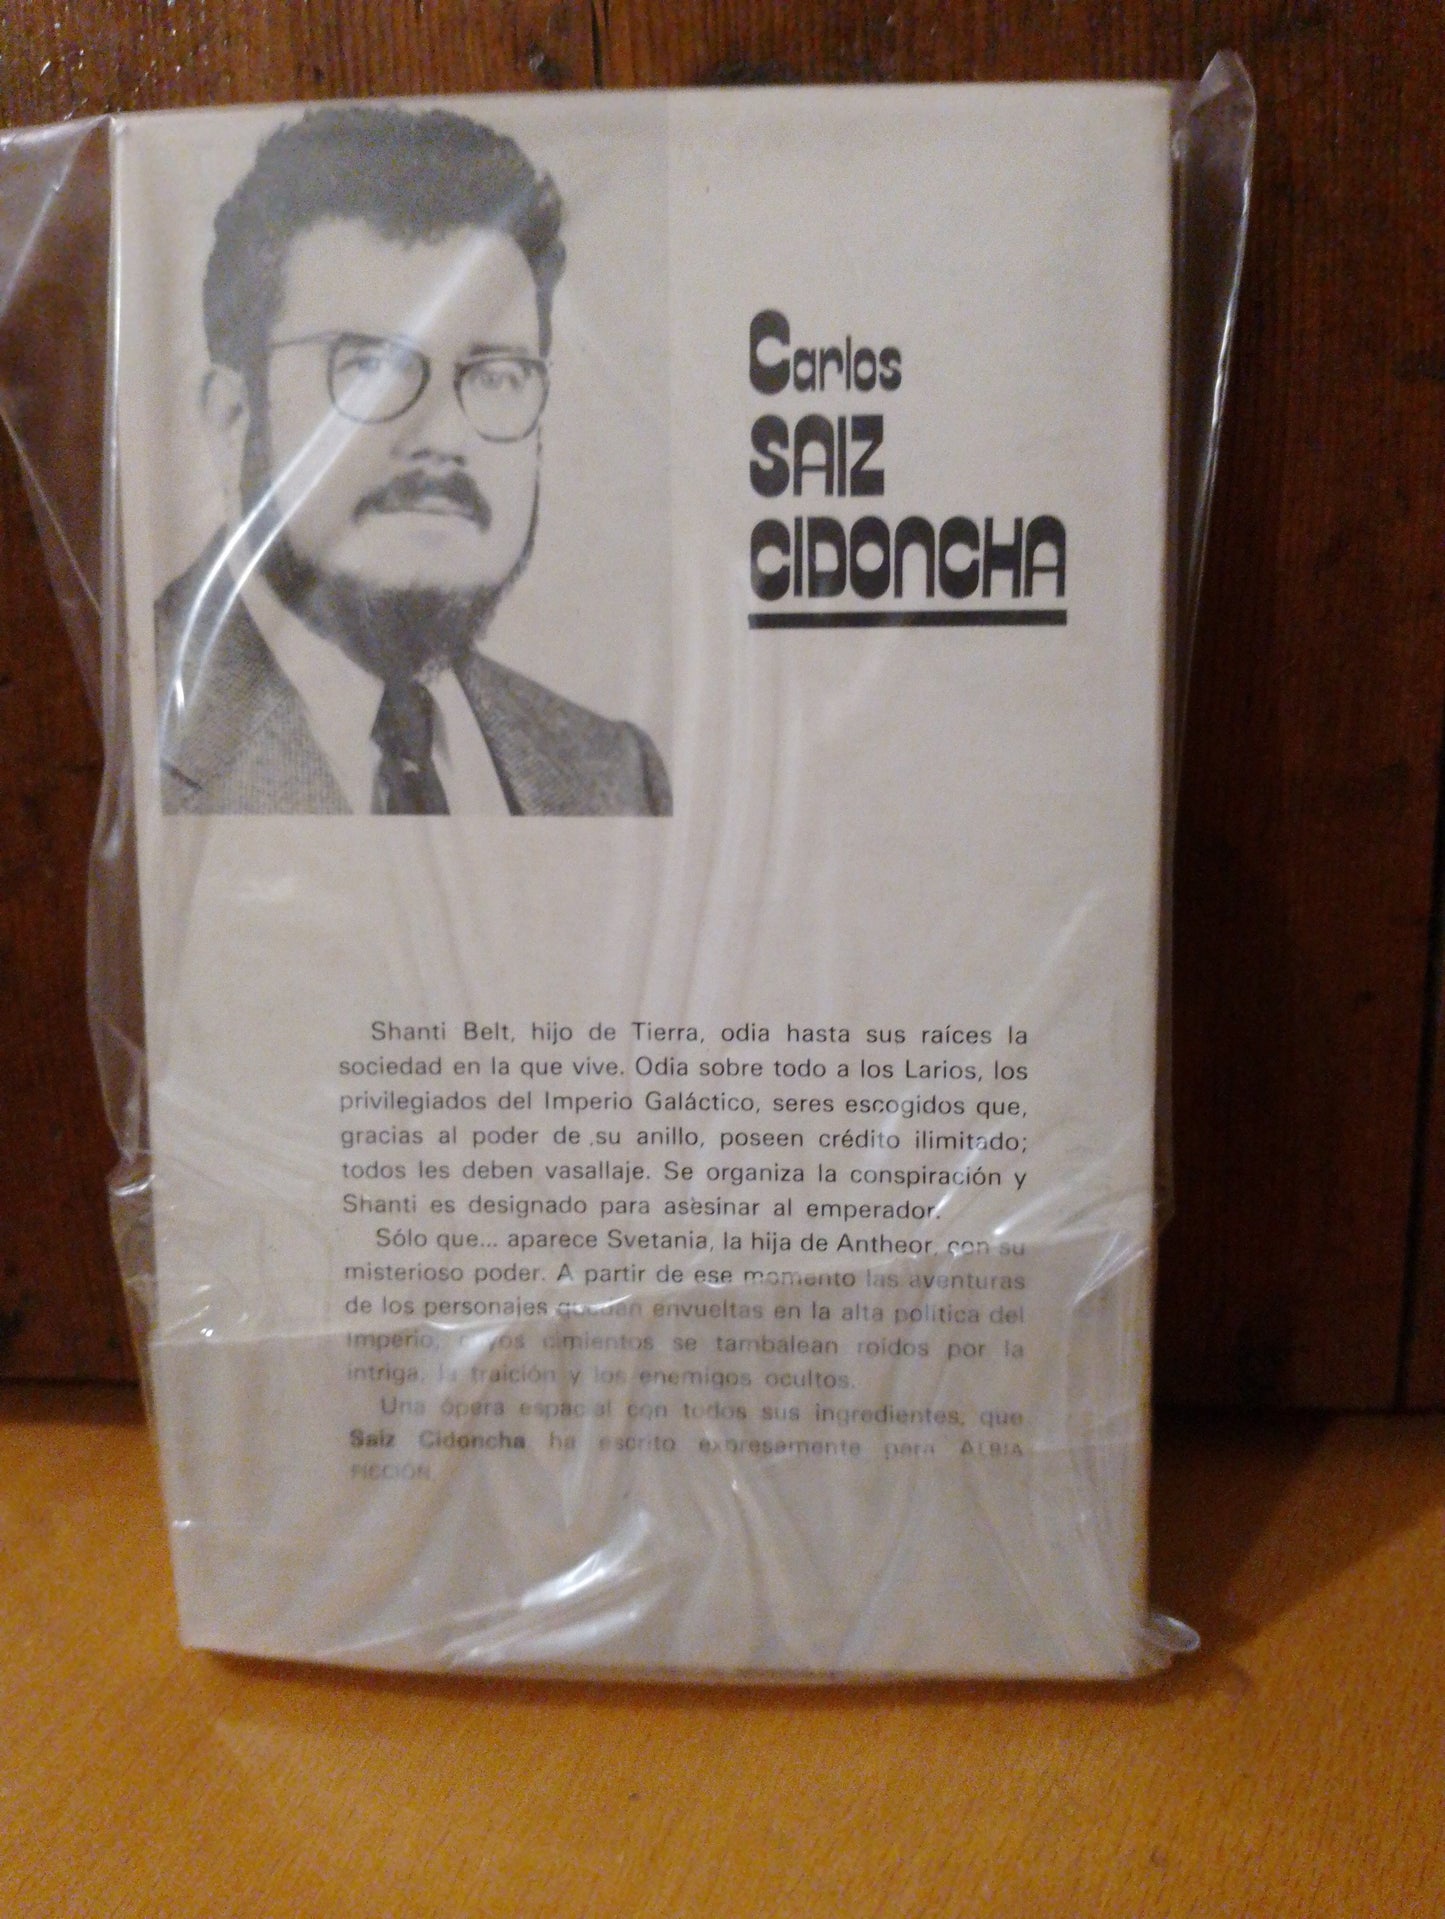 Carlos
SAIZ
CIDONCHA
Shanti Belt, hijo de Tierra, odia hasta sus raíces la
sociedad en la que vive. Odia sobre todo a los Larios, los
privilegiados del Imperio Galáctico, seres escogidos que,
gracias al poder de su anillo, poseen crédito ilimitado;
todos les deben vasallaje. Se organiza la conspiración y
Shanti es designado para asesinar al emperador.
Sólo que... aparece Svetania, la hija de Antheor, con su
misterioso poder. A partir de ese momento las aventuras
de los personajes quedan envueltas en la alta política del
Imperio, cuyos cimientos se tambalean roídos por la
intriga, la traición y los enemigos ocultos.
Una ópera espacial con todos sus ingredientes, que
Saiz Cidoncha ha escrito expresamente para ALBIA
FICCIÓN.